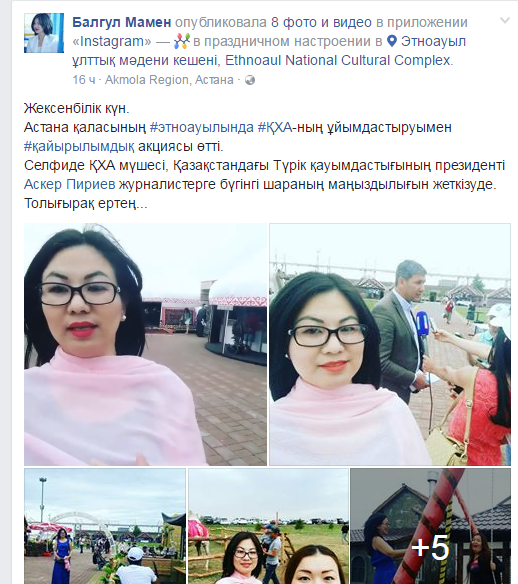 Балгул Мамен опубликовала 8 фото и видео в приложении
«Instagram» — в праздничном настроении в Этноауыл
ұлттық мәдени кешені, Ethnoaul National Cultural Complex.
16 ч · Akmola Region, Астана ·
Жексенбілік күн.
Астана қаласының #этноауылында #ҚХА-ның ұйымдастыруымен
#қайырылымдық акциясы өтті.
Селфиде ҚХА мүшесі, Қазақстандағы Түрік қауымдастығының президенті
Аскер Пириев журналистерге бүгінгі шараның маңыздылығын жеткізуде.
Толығырақ ертең...
+5